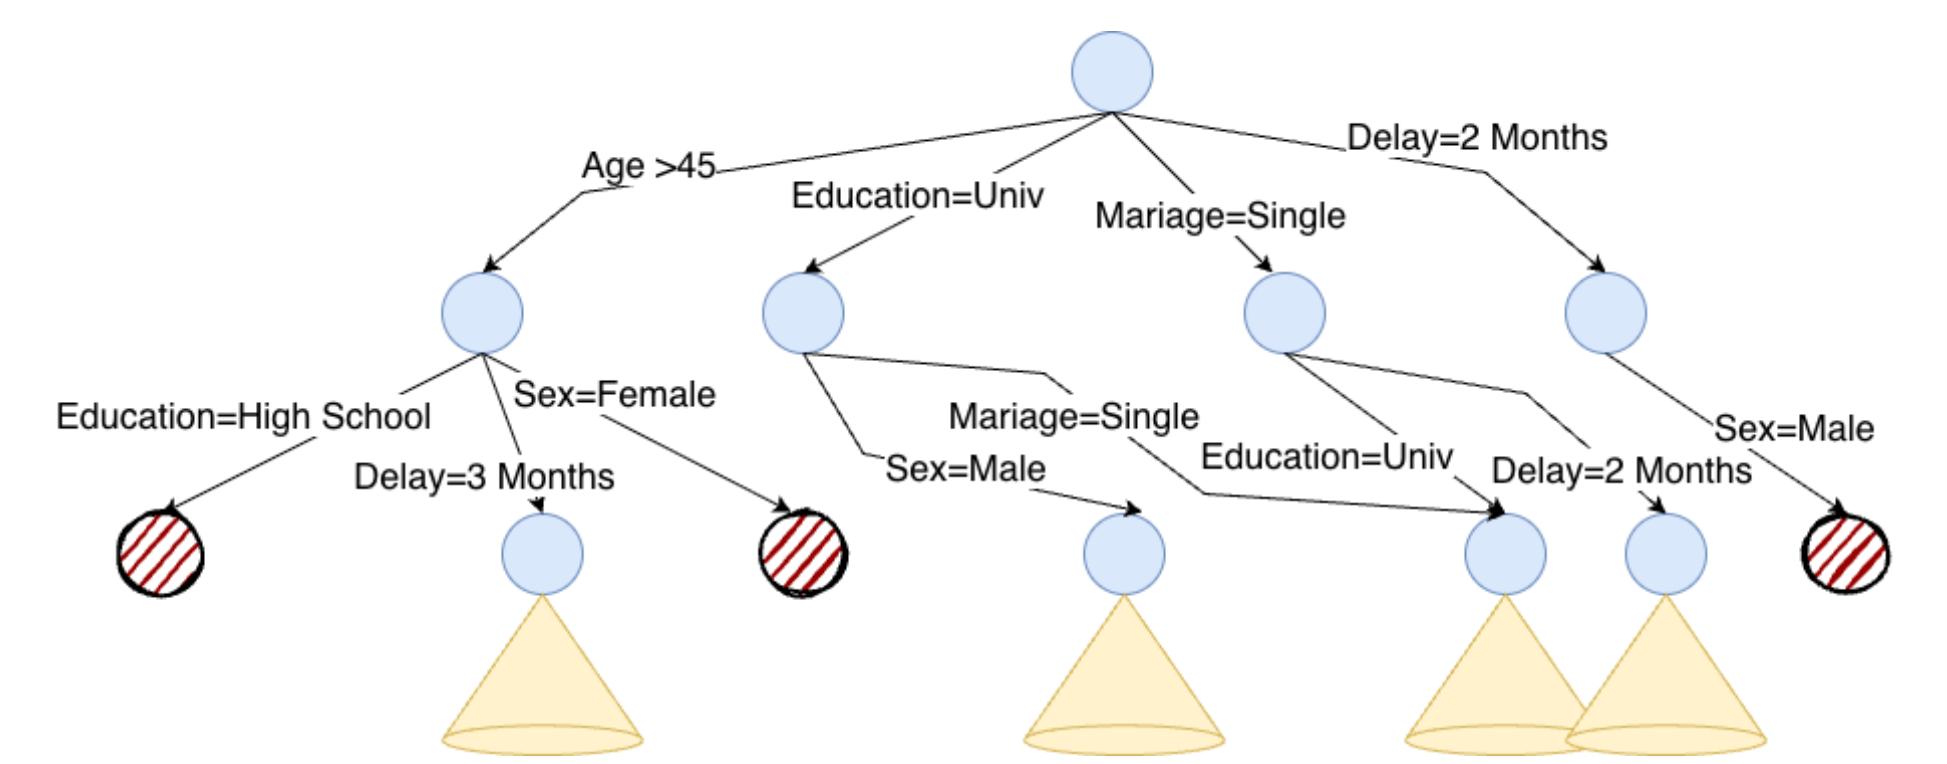 Delay=2 Months
Age >45
Education=Univ
Mariage=Single
Sex=Female
Education=High School
Mariage=Single
Sex=Male
Education=Univ
Sex=Male
Delay=2 Months
Delay=3 Months